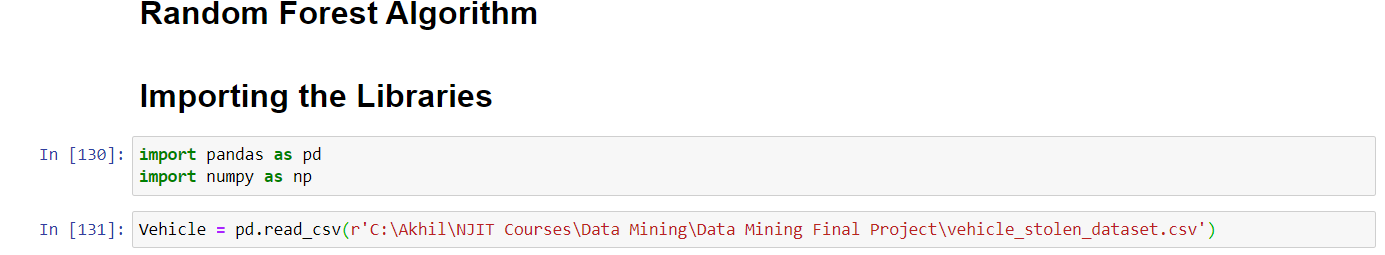 Random Forest Algorithm
Importing the Libraries
In [130]: import pandas as pd
import numpy as np
In [131]: Vehicle = pd.read_csv(r'C:\Akhil\NJIT Courses\Data Mining\Data Mining Final Project\vehicle_stolen_dataset.csv')